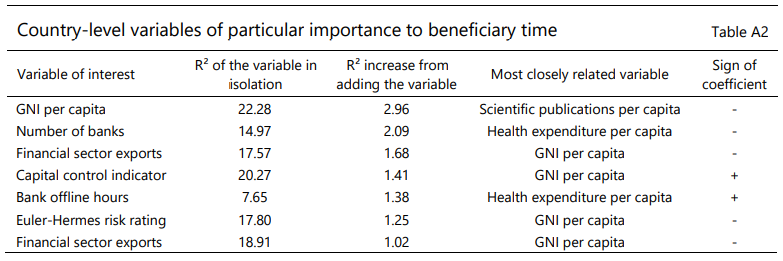 Country-level variables of particular importance to beneficiary time Table A2
Variable of interest R² of the variable in isolation R² increase from adding the variable Most closely related variable Sign of coefficient
GNI per capita 22.28 2.96 Scientific publications per capita -
Number of banks 14.97 2.09 Health expenditure per capita -
Financial sector exports 17.57 1.68 GNI per capita -
Capital control indicator 20.27 1.41 GNI per capita +
Bank offline hours 7.65 1.38 Health expenditure per capita +
Euler-Hermes risk rating 17.80 1.25 GNI per capita -
Financial sector exports 18.91 1.02 GNI per capita -